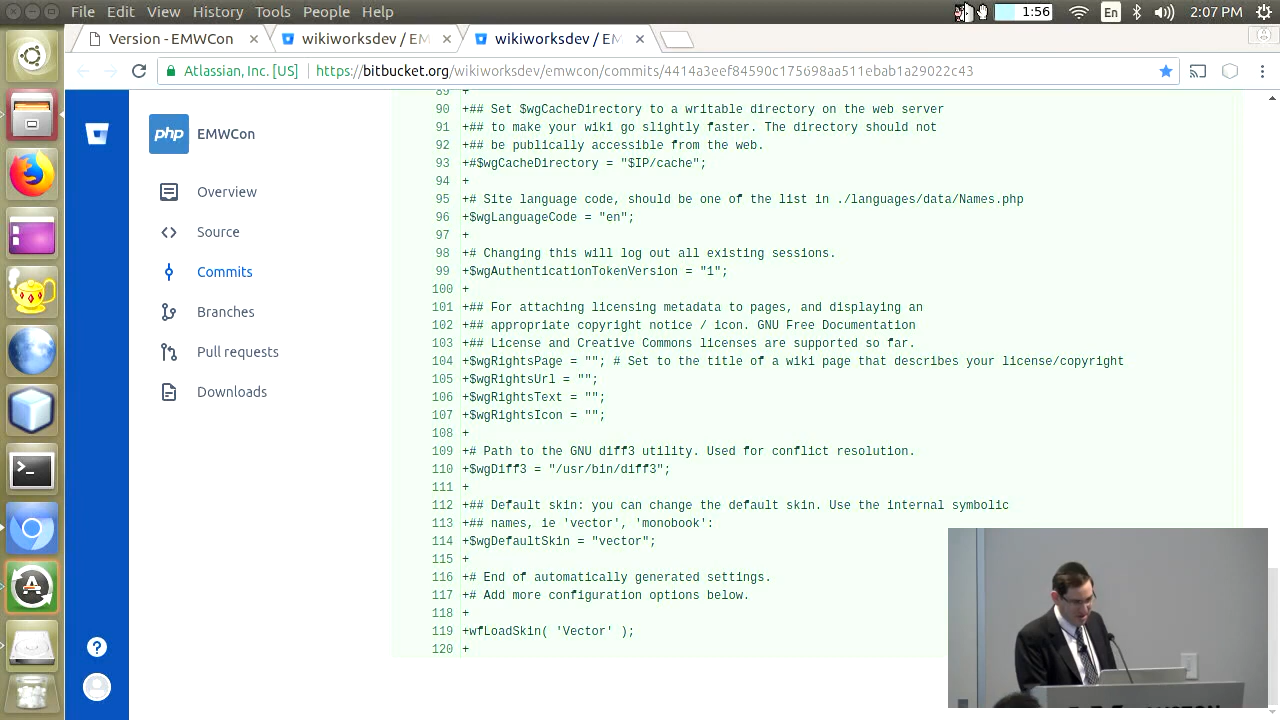 File Edit View History Tools People Help
1:56 En 2:07 PM
Version - EMWCon
wikiworksdev / EM
wikiworksdev / EM
Atlassian, Inc. [US] https://bitbucket.org/wikiworksdev/emwcon/commits/4414a3eef84590c175698aa511ebab1a29022c43
php EMWCon
Overview
Source
Commits
Branches
Pull requests
Downloads
89 +
90 +## Set $wgCacheDirectory to a writable directory on the web server
91 +## to make your wiki go slightly faster. The directory should not
92 +## be publically accessible from the web.
93 +#$wgCacheDirectory = "$IP/cache";
94 +
95 +# Site language code, should be one of the list in ./languages/data/Names.php
96 +$wgLanguageCode = "en";
97 +
98 +# Changing this will log out all existing sessions.
99 +$wgAuthenticationTokenVersion = "1";
100 +
101 +## For attaching licensing metadata to pages, and displaying an
102 +## appropriate copyright notice / icon. GNU Free Documentation
103 +## License and Creative Commons licenses are supported so far.
104 +$wgRightsPage = ""; # Set to the title of a wiki page that describes your license/copyright
105 +$wgRightsUrl = "";
106 +$wgRightsText = "";
107 +$wgRightsIcon = "";
108 +
109 +# Path to the GNU diff3 utility. Used for conflict resolution.
110 +$wgDiff3 = "/usr/bin/diff3";
111 +
112 +## Default skin: you can change the default skin. Use the internal symbolic
113 +## names, ie 'vector', 'monobook':
114 +$wgDefaultSkin = "vector";
115 +
116 +# End of automatically generated settings.
117 +# Add more configuration options below.
118 +
119 +wfLoadSkin( 'Vector' );
120 +